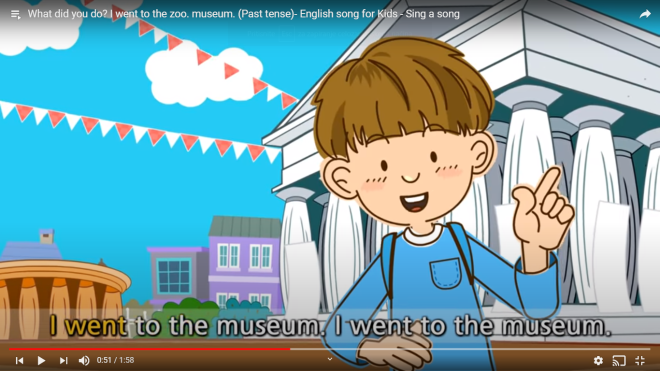 What did you do? I went to the zoo. museum. (Past tense)- English song for Kids - Sing a song
I went to the museum. I went to the museum.
0:51 / 1:58